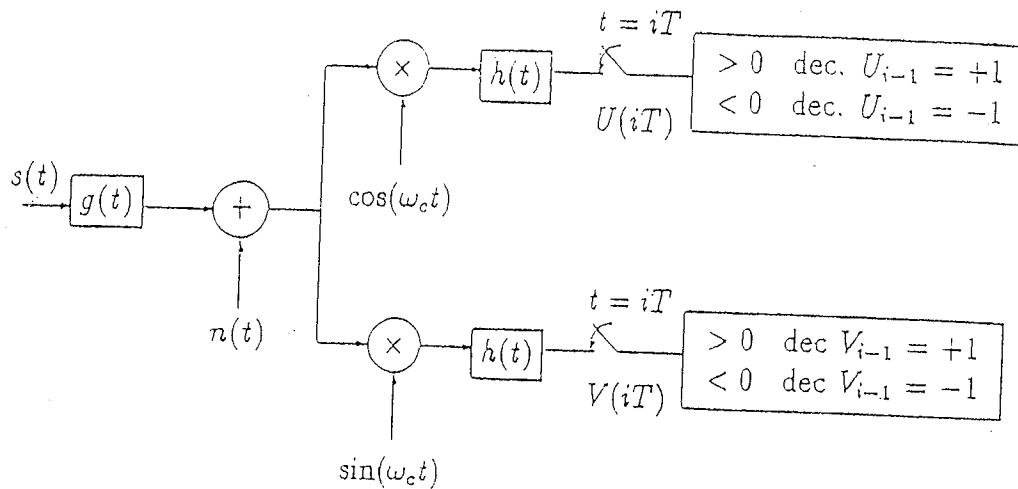 t = iT
> 0 dec. U_{i-1} = +1
< 0 dec. U_{i-1} = -1
×
h(t)
U(iT)
s(t)
g(t)
+
cos(ω_c t)
n(t)
t = iT
> 0 dec V_{i-1} = +1
< 0 dec V_{i-1} = -1
×
h(t)
V(iT)
sin(ω_c t)